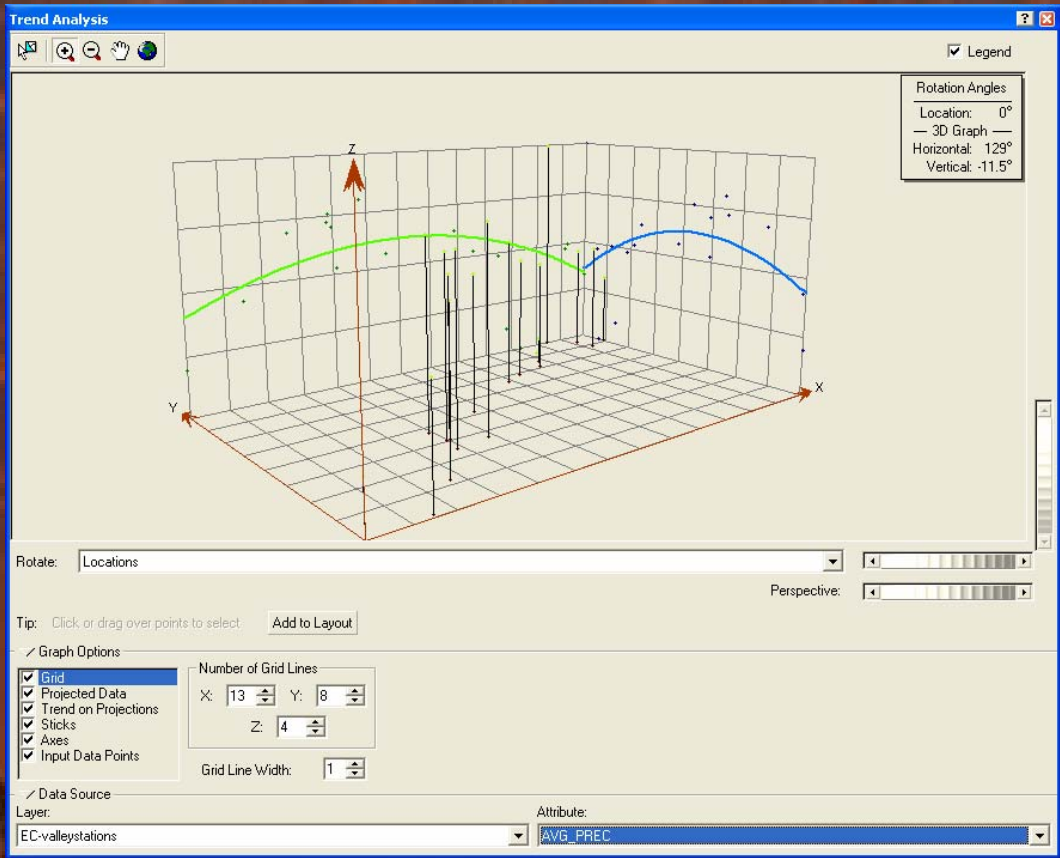 Trend Analysis
Legend
Rotation Angles
Location: 0°
3D Graph
Horizontal: 129°
Vertical: -11.5°
Z
Y
X
Rotate: Locations
Perspective:
Tip: Click or drag over points to select Add to Layout
Graph Options
Grid
Projected Data
Trend on Projections
Sticks
Axes
Input Data Points
Number of Grid Lines
X: 13 Y: 8
Z: 4
Grid Line Width: 1
Data Source
Layer: Attribute:
EC-valleystations AVG_PREC